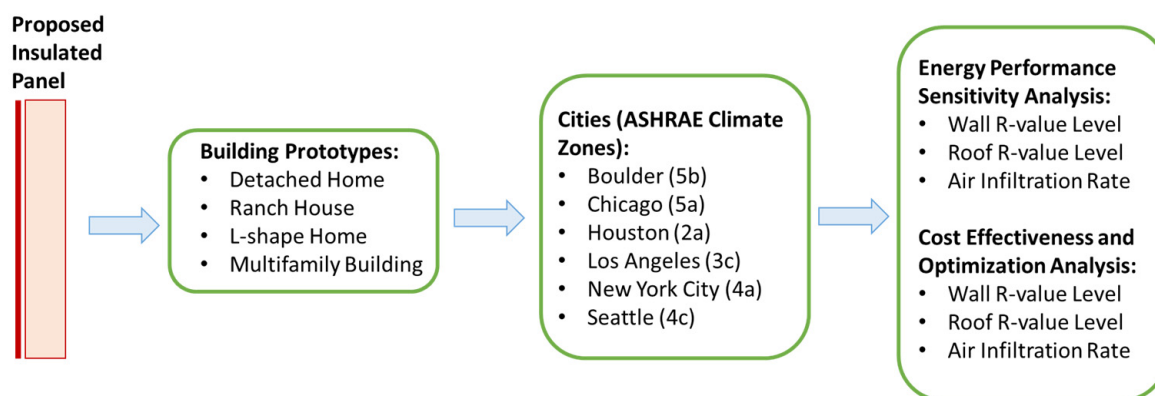 Proposed
Insulated
Panel
Building Prototypes:
• Detached Home
• Ranch House
• L-shape Home
• Multifamily Building
Cities (ASHRAE Climate
Zones):
• Boulder (5b)
• Chicago (5a)
• Houston (2a)
• Los Angeles (3c)
• New York City (4a)
• Seattle (4c)
Energy Performance
Sensitivity Analysis:
• Wall R-value Level
• Roof R-value Level
• Air Infiltration Rate
Cost Effectiveness and
Optimization Analysis:
• Wall R-value Level
• Roof R-value Level
• Air Infiltration Rate